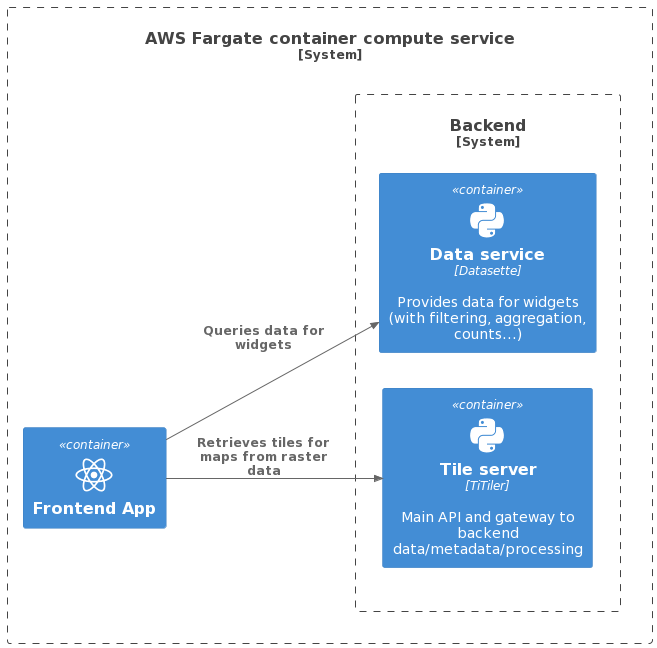 AWS Fargate container compute service
[System]
Backend
[System]
«container»
Data service
[Datasette]
Provides data for widgets
(with filtering, aggregation,
counts...)
Queries data for
widgets
«container»
Tile server
[TiTiler]
Main API and gateway to
backend
data/metadata/processing
Retrieves tiles for
maps from raster
data
«container»
Frontend App